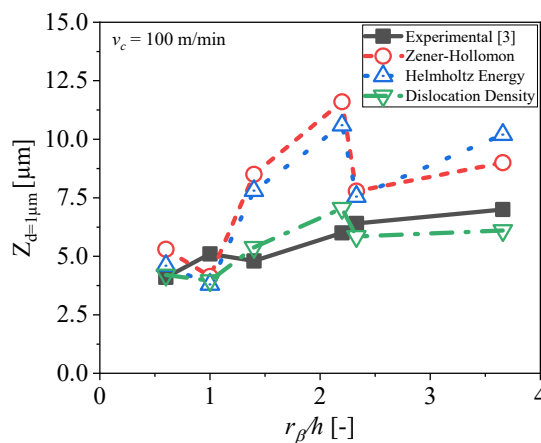 15.0
12.5
10.0
7.5
5.0
2.5
0.0
Z_{d=1μm} [μm]
v_c = 100 m/min
Experimental [3]
Zener-Hollomon
Helmholtz Energy
Dislocation Density
0 1 2 3 4
r_β/h [-]